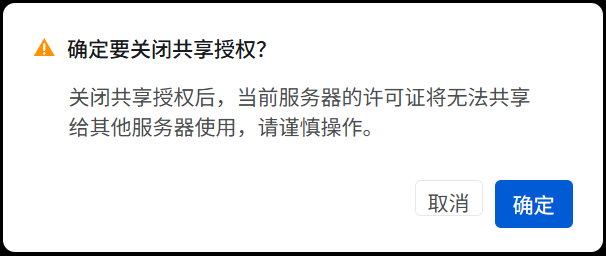 确定要关闭共享授权？
关闭共享授权后，当前服务器的许可证将无法共享
给其他服务器使用，请谨慎操作。
取消
确定